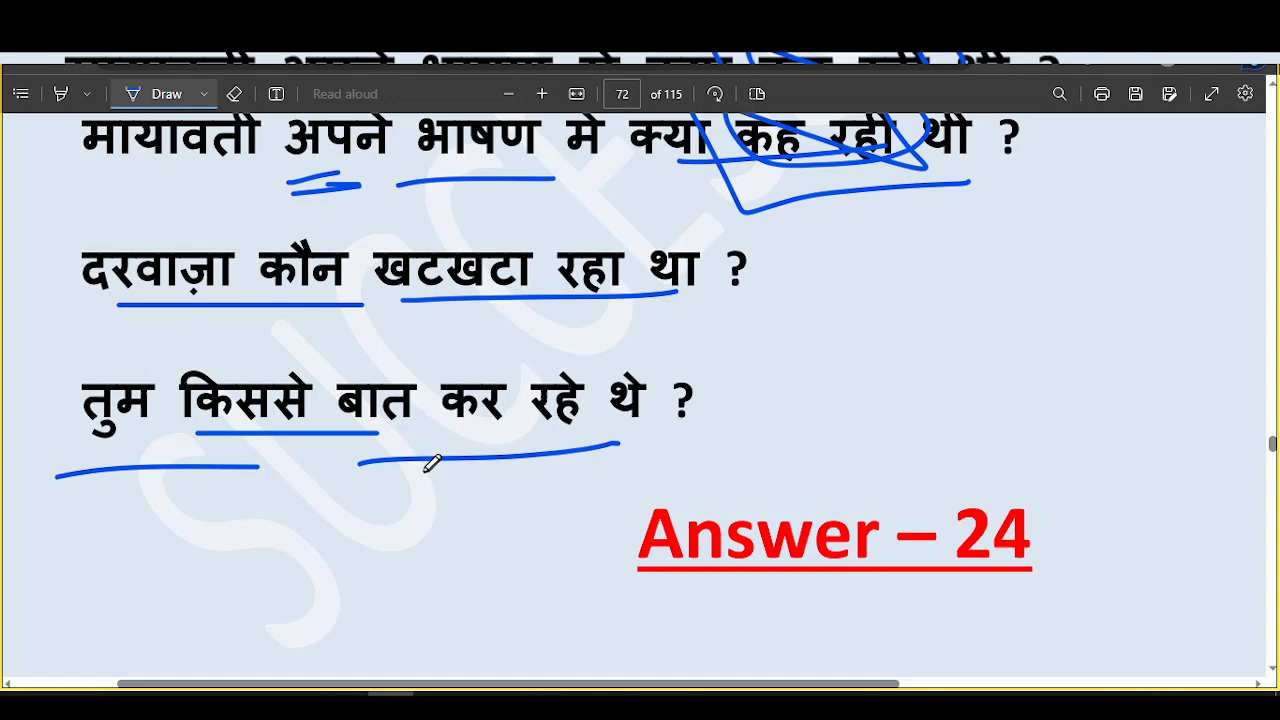 Draw
Read aloud
72
of 115
मायावती अपने भाषण मे क्या कह रही थी ?
दरवाज़ा कौन खटखटा रहा था ?
तुम किससे बात कर रहे थे ?
Answer – 24